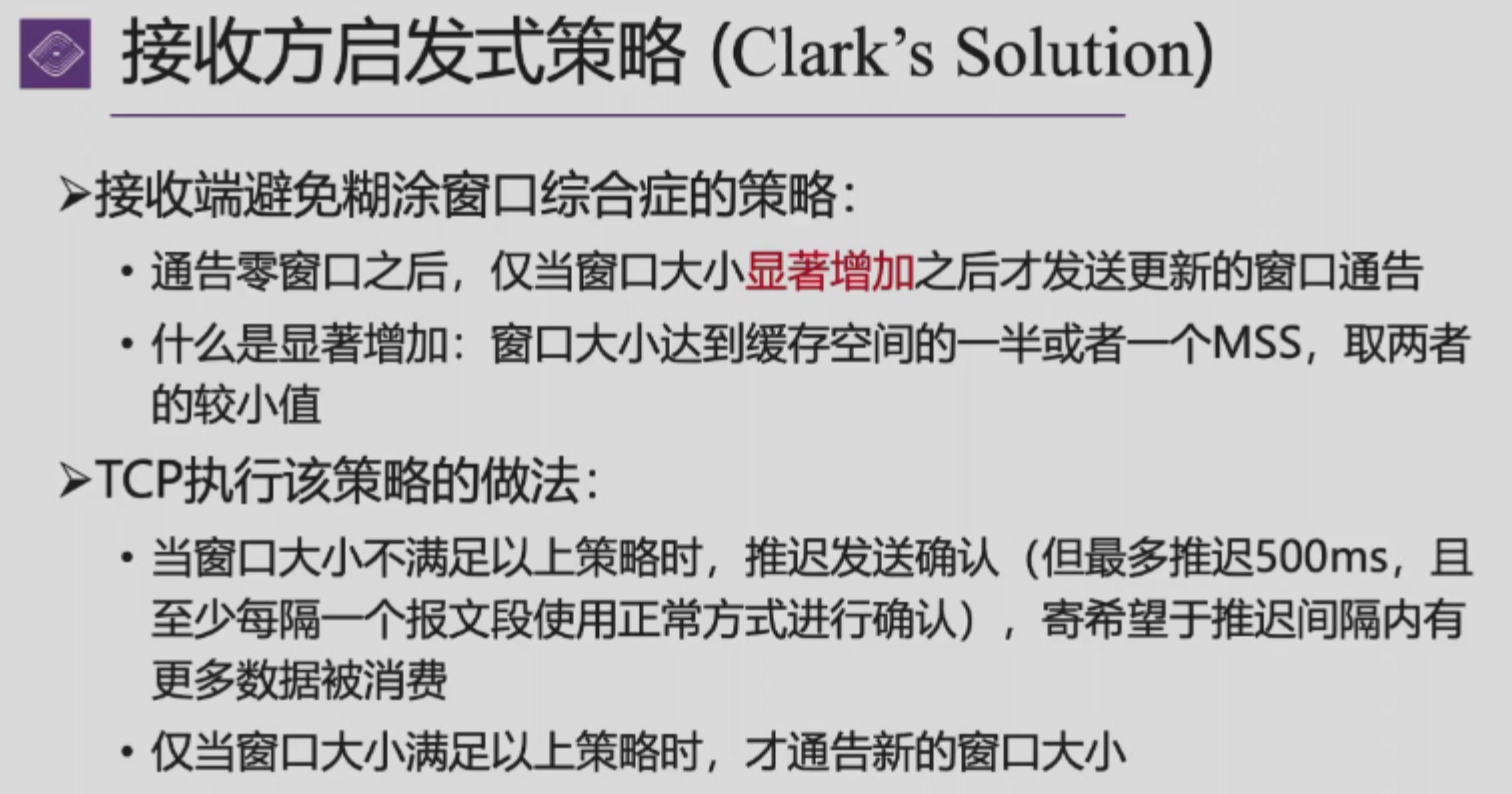 接收方启发式策略 (Clark's Solution)
➢接收端避免糊涂窗口综合症的策略：
• 通告零窗口之后，仅当窗口大小显著增加之后才发送更新的窗口通告
• 什么是显著增加：窗口大小达到缓存空间的一半或者一个MSS，取两者
的较小值
➢TCP执行该策略的做法：
• 当窗口大小不满足以上策略时，推迟发送确认（但最多推迟500ms，且
至少每隔一个报文段使用正常方式进行确认），寄希望于推迟间隔内有
更多数据被消费
• 仅当窗口大小满足以上策略时，才通告新的窗口大小